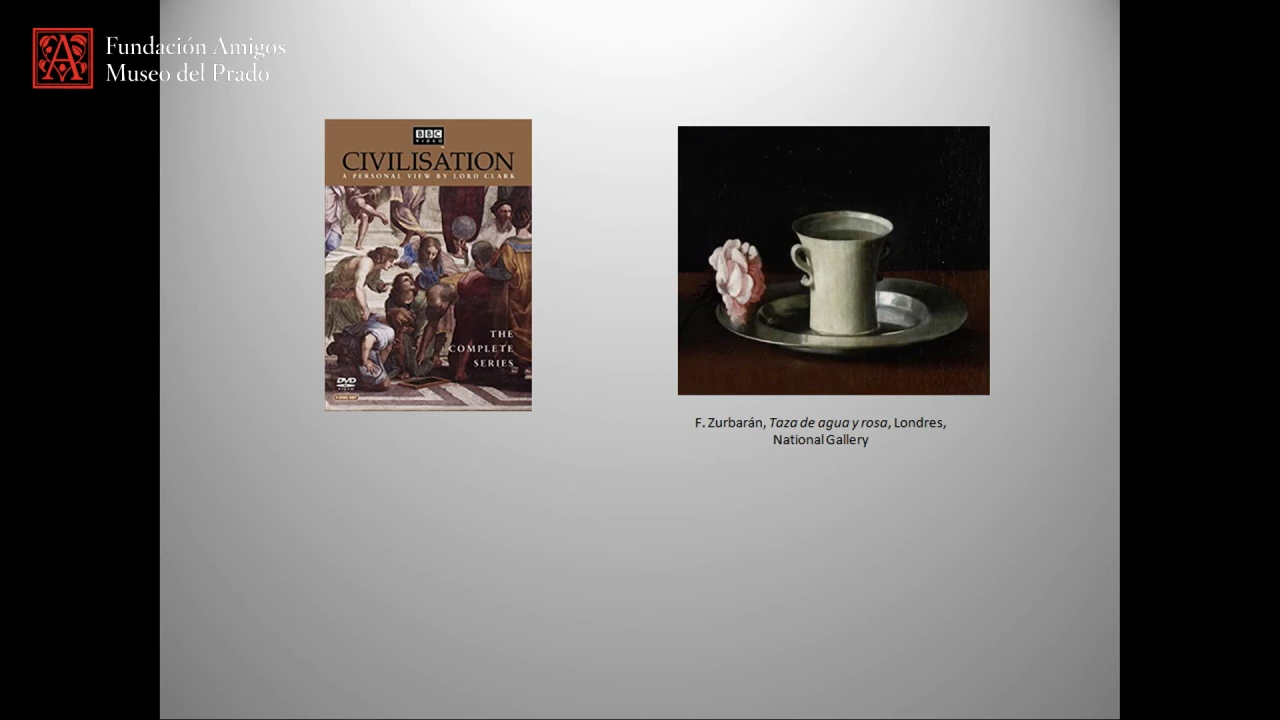 Fundación Amigos
Museo del Prado
BBC
VIDEO
CIVILISATION
A PERSONAL VIEW BY LORD CLARK
THE
COMPLETE
SERIES
DVD
VIDEO
F. Zurbarán, Taza de agua y rosa, Londres,
National Gallery